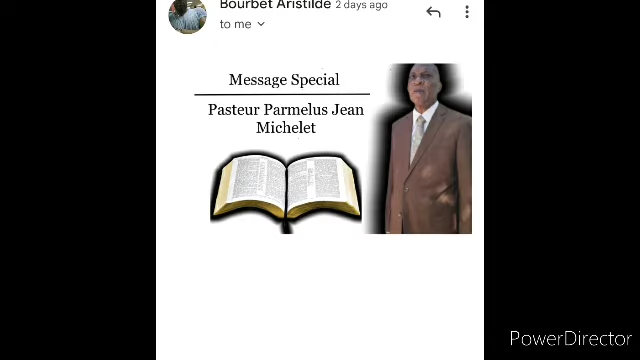 Bourbet Aristilde 2 days ago
to me
Message Special
Pasteur Parmelus Jean
Michelet
PowerDirector